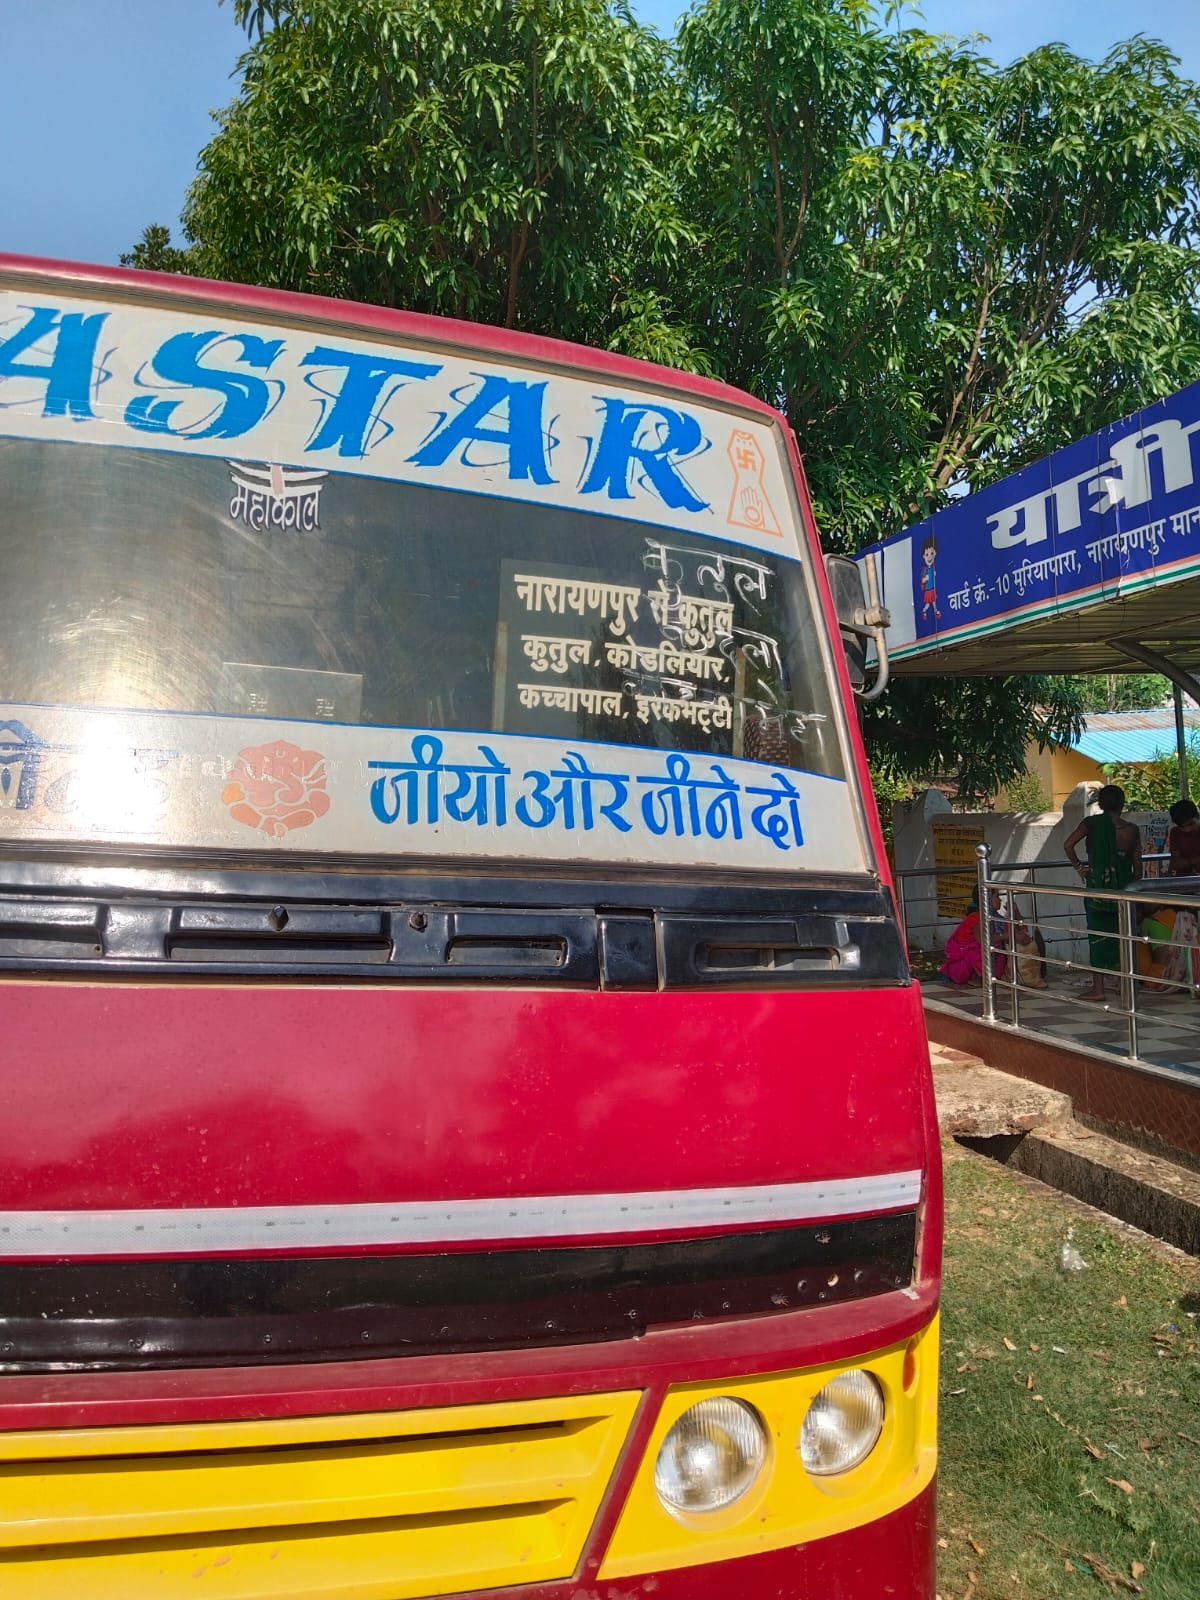 ASTAR
महाकाल
कुतूल
नारायणपुर से कुतुल
कुतुल, कोडलियार,
कच्चापाल, इरकभट्टी
जीयो और जीने दो
यात्री
वार्ड क्रं.-10 मुरियापारा, नारायणपुर